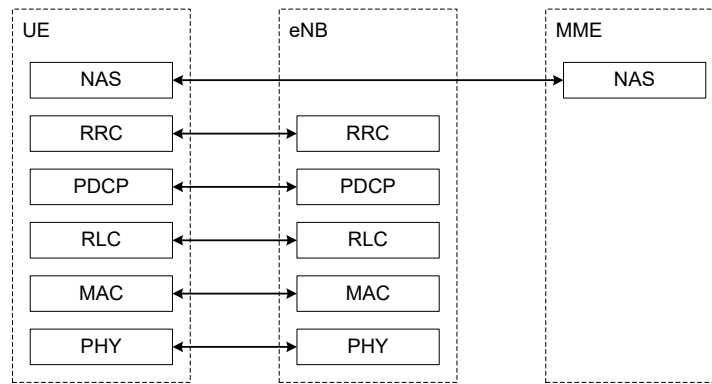 UE eNB MME
NAS NAS
RRC RRC
PDCP PDCP
RLC RLC
MAC MAC
PHY PHY